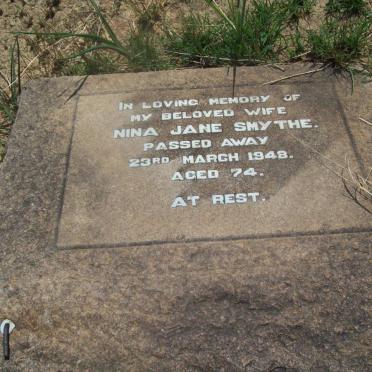 IN LOVING MEMORY OF
MY BELOVED WIFE
NINA JANE SMYTHE.
PASSED AWAY
23RD MARCH 1948.
AGED 74.
AT REST.